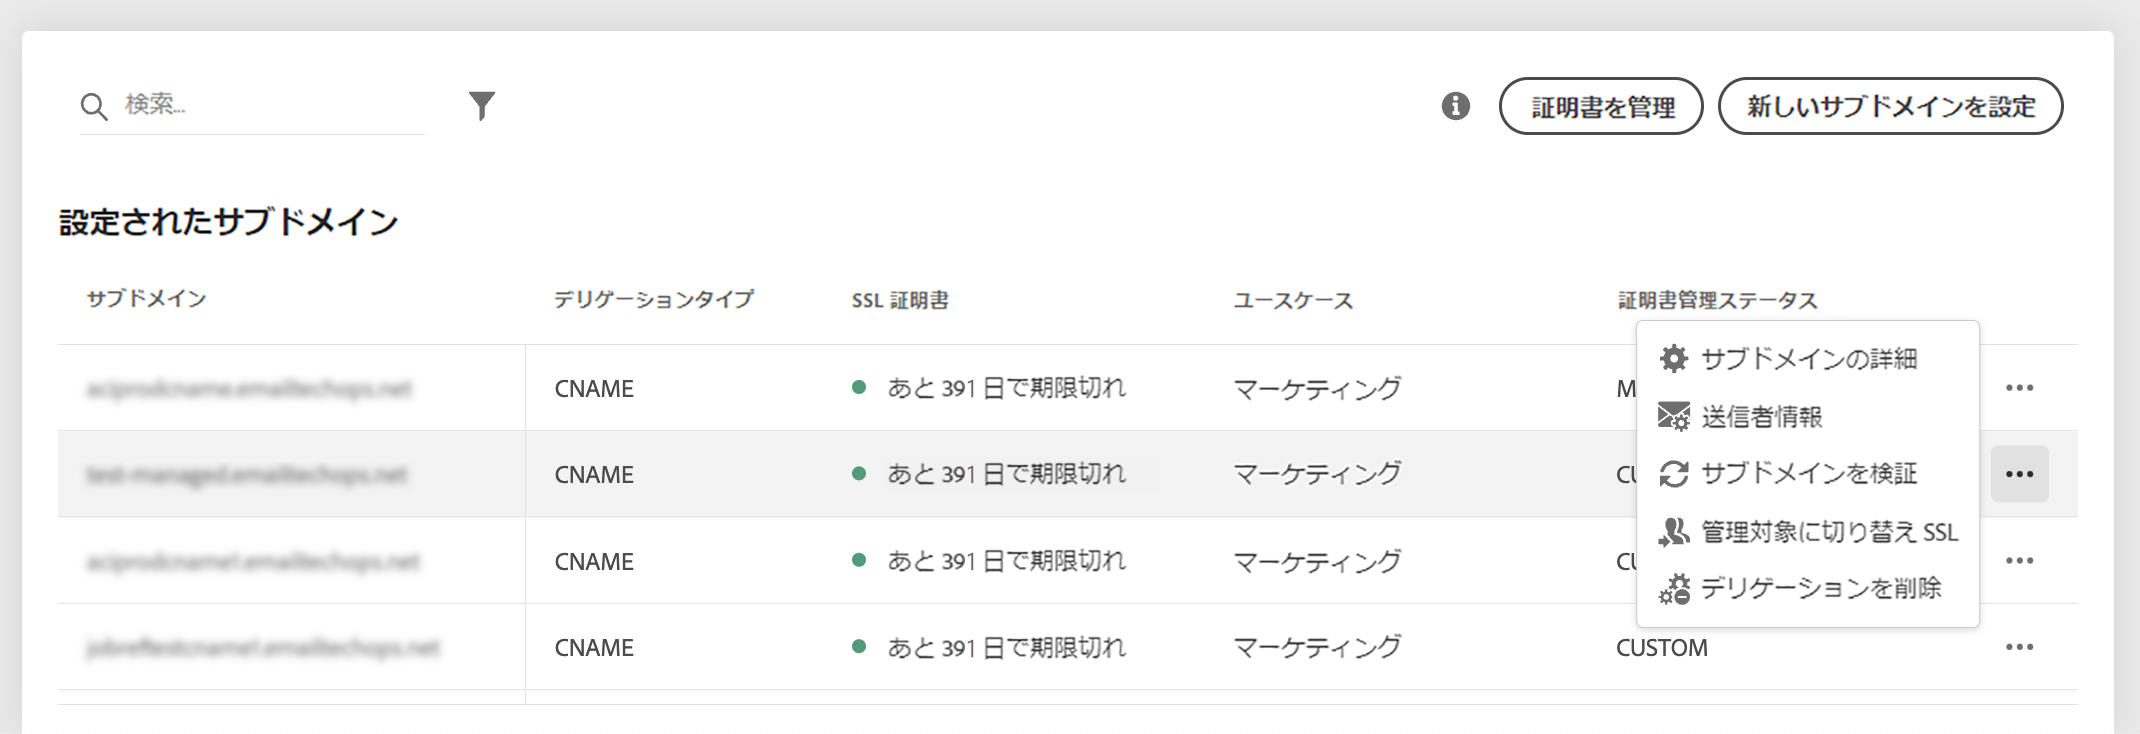 検索...
証明書を管理
新しいサブドメインを設定
設定されたサブドメイン
サブドメイン デリゲーションタイプ SSL 証明書 ユースケース 証明書管理ステータス
CNAME あと 391 日で期限切れ マーケティング
CNAME あと 391 日で期限切れ マーケティング
CNAME あと 391 日で期限切れ マーケティング
CNAME あと 391 日で期限切れ マーケティング CUSTOM
サブドメインの詳細
送信者情報
サブドメインを検証
管理対象に切り替え SSL
デリゲーションを削除